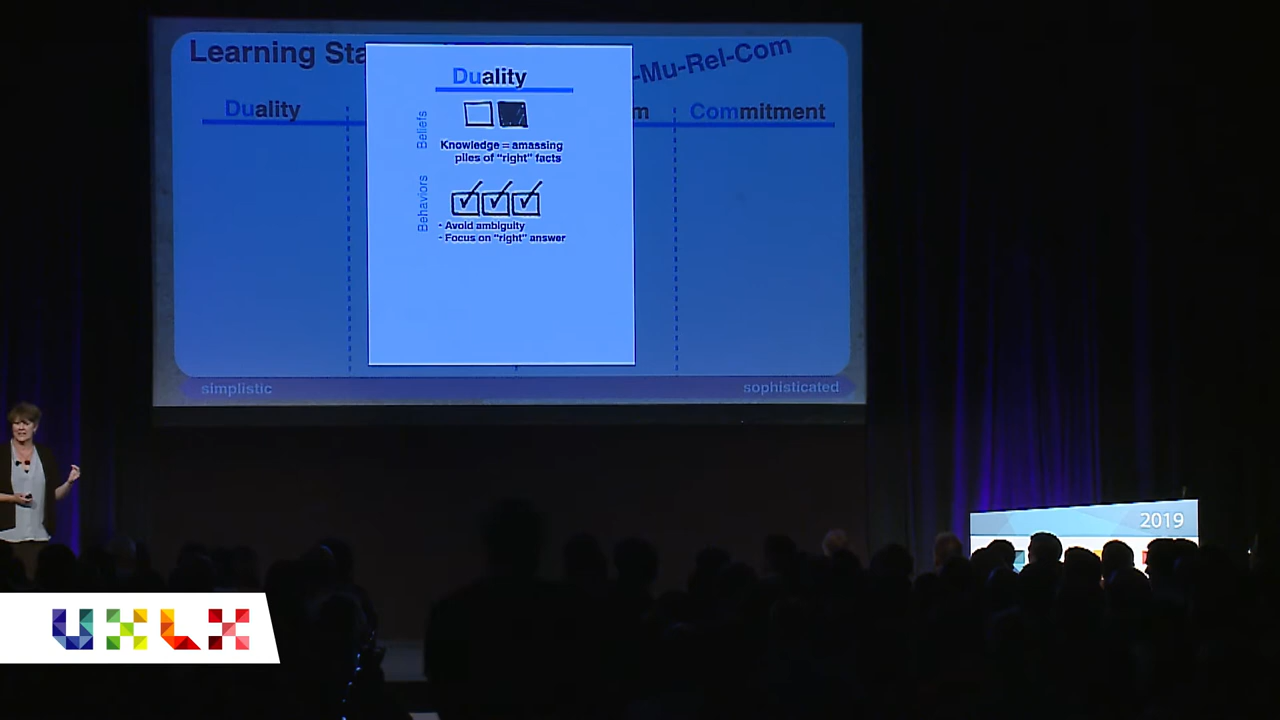 Learning Sta
-Mu-Rel-Com
Duality
m
Commitment
Duality
Beliefs
Knowledge = amassing
piles of "right" facts
Behaviors
- Avoid ambiguity
- Focus on "right" answer
simplistic
sophisticated
2019
UXLX